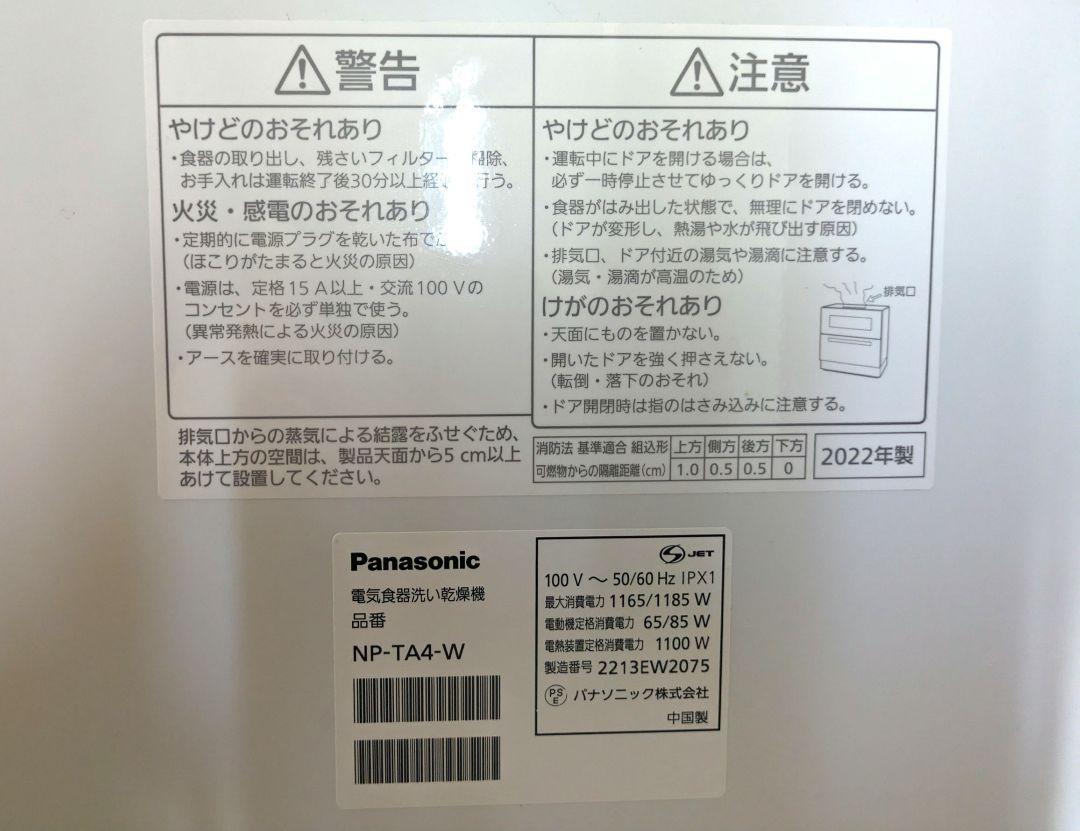 警告
やけどのおそれあり
・食器の取り出し、残さいフィルター 掃除、
お手入れは運転終了後30分以上経 行う。
火災・感電のおそれあり
・定期的に電源プラグを乾いた布で
（ほこりがたまると火災の原因）
・電源は、定格15A以上・交流100Vの
コンセントを必ず単独で使う。
（異常発熱による火災の原因）
・アースを確実に取り付ける。
注意
やけどのおそれあり
・運転中にドアを開ける場合は、
必ず一時停止させてゆっくりドアを開ける。
・食器がはみ出した状態で、無理にドアを閉めない。
（ドアが変形し、熱湯や水が飛び出す原因）
・排気口、ドア付近の湯気や湯滴に注意する。
（湯気・湯滴が高温のため）
けがのおそれあり
・天面にものを置かない。
・開いたドアを強く押さえない。
（転倒・落下のおそれ）
・ドア開閉時は指のはさみ込みに注意する。
排気口
排気口からの蒸気による結露をふせぐため、
本体上方の空間は、製品天面から5 cm以上
あけて設置してください。
消防法 基準適合 組込形 上方 側方 後方 下方
可燃物からの隔離距離(cm) 1.0 0.5 0.5 0
2022年製
Panasonic
電気食器洗い乾燥機
品番
NP-TA4-W
JET
100 V ～ 50/60 Hz IPX1
最大消費電力 1165/1185 W
電動機定格消費電力 65/85 W
電熱装置定格消費電力 1100 W
製造番号 2213EW2075
PSE パナソニック株式会社
中国製